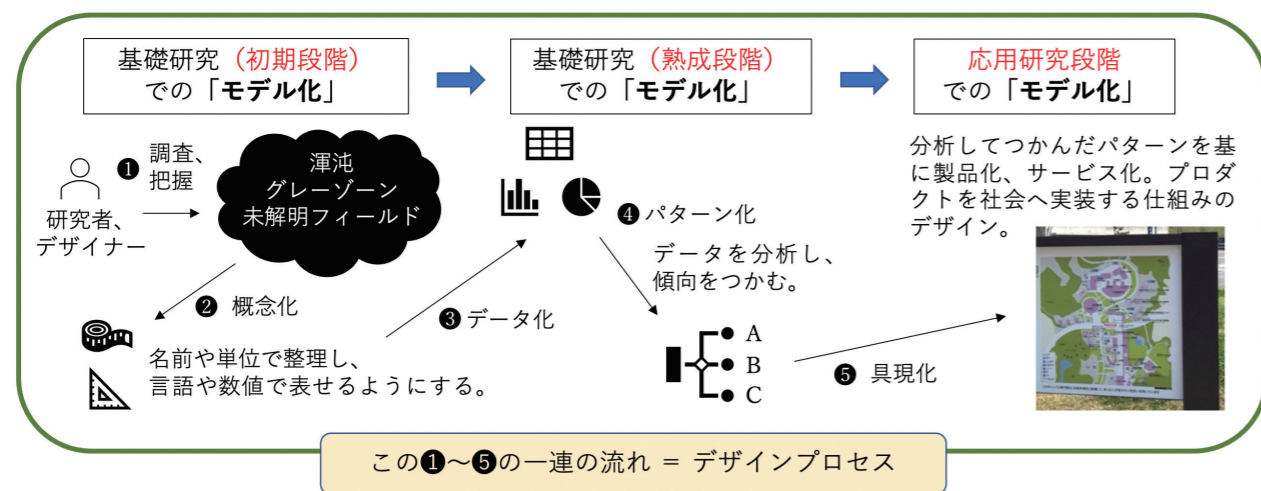 基礎研究（初期段階）
での「モデル化」
基礎研究（熟成段階）
での「モデル化」
応用研究段階
での「モデル化」
❶
調査、
把握
研究者、
デザイナー
渾沌
グレーゾーン
未解明フィールド
❷ 概念化
名前や単位で整理し、
言語や数値で表せるようにする。
❸ データ化
❹ パターン化
データを分析し、
傾向をつかむ。
A
B
C
❺ 具現化
分析してつかんだパターンを基
に製品化、サービス化。プロダ
クトを社会へ実装する仕組みの
デザイン。
この❶～❺の一連の流れ = デザインプロセス